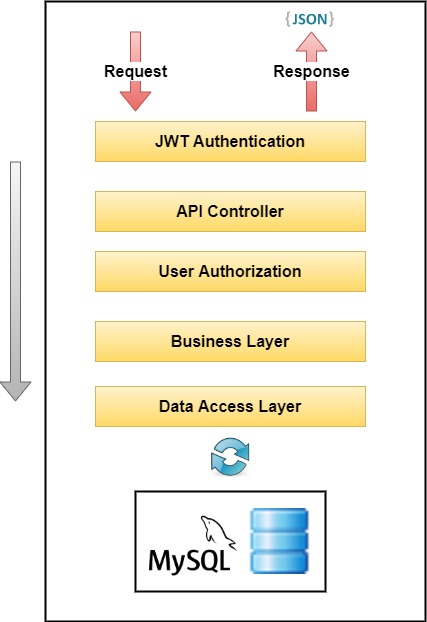 {JSON}
Request
Response
JWT Authentication
API Controller
User Authorization
Business Layer
Data Access Layer
MySQL